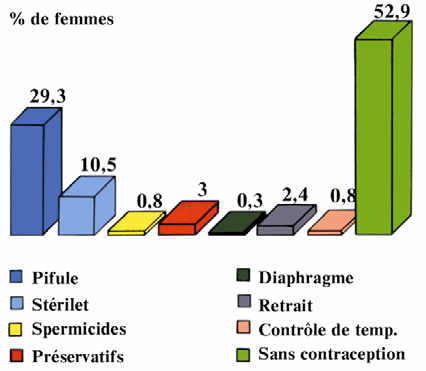 % de femmes
52,9
29,3
10,5
0,8
3
0,3
2,4
0,8
Pifule
Stérilet
Spermicides
Préservatifs
Diaphragme
Retrait
Contrôle de temp.
Sans contraception